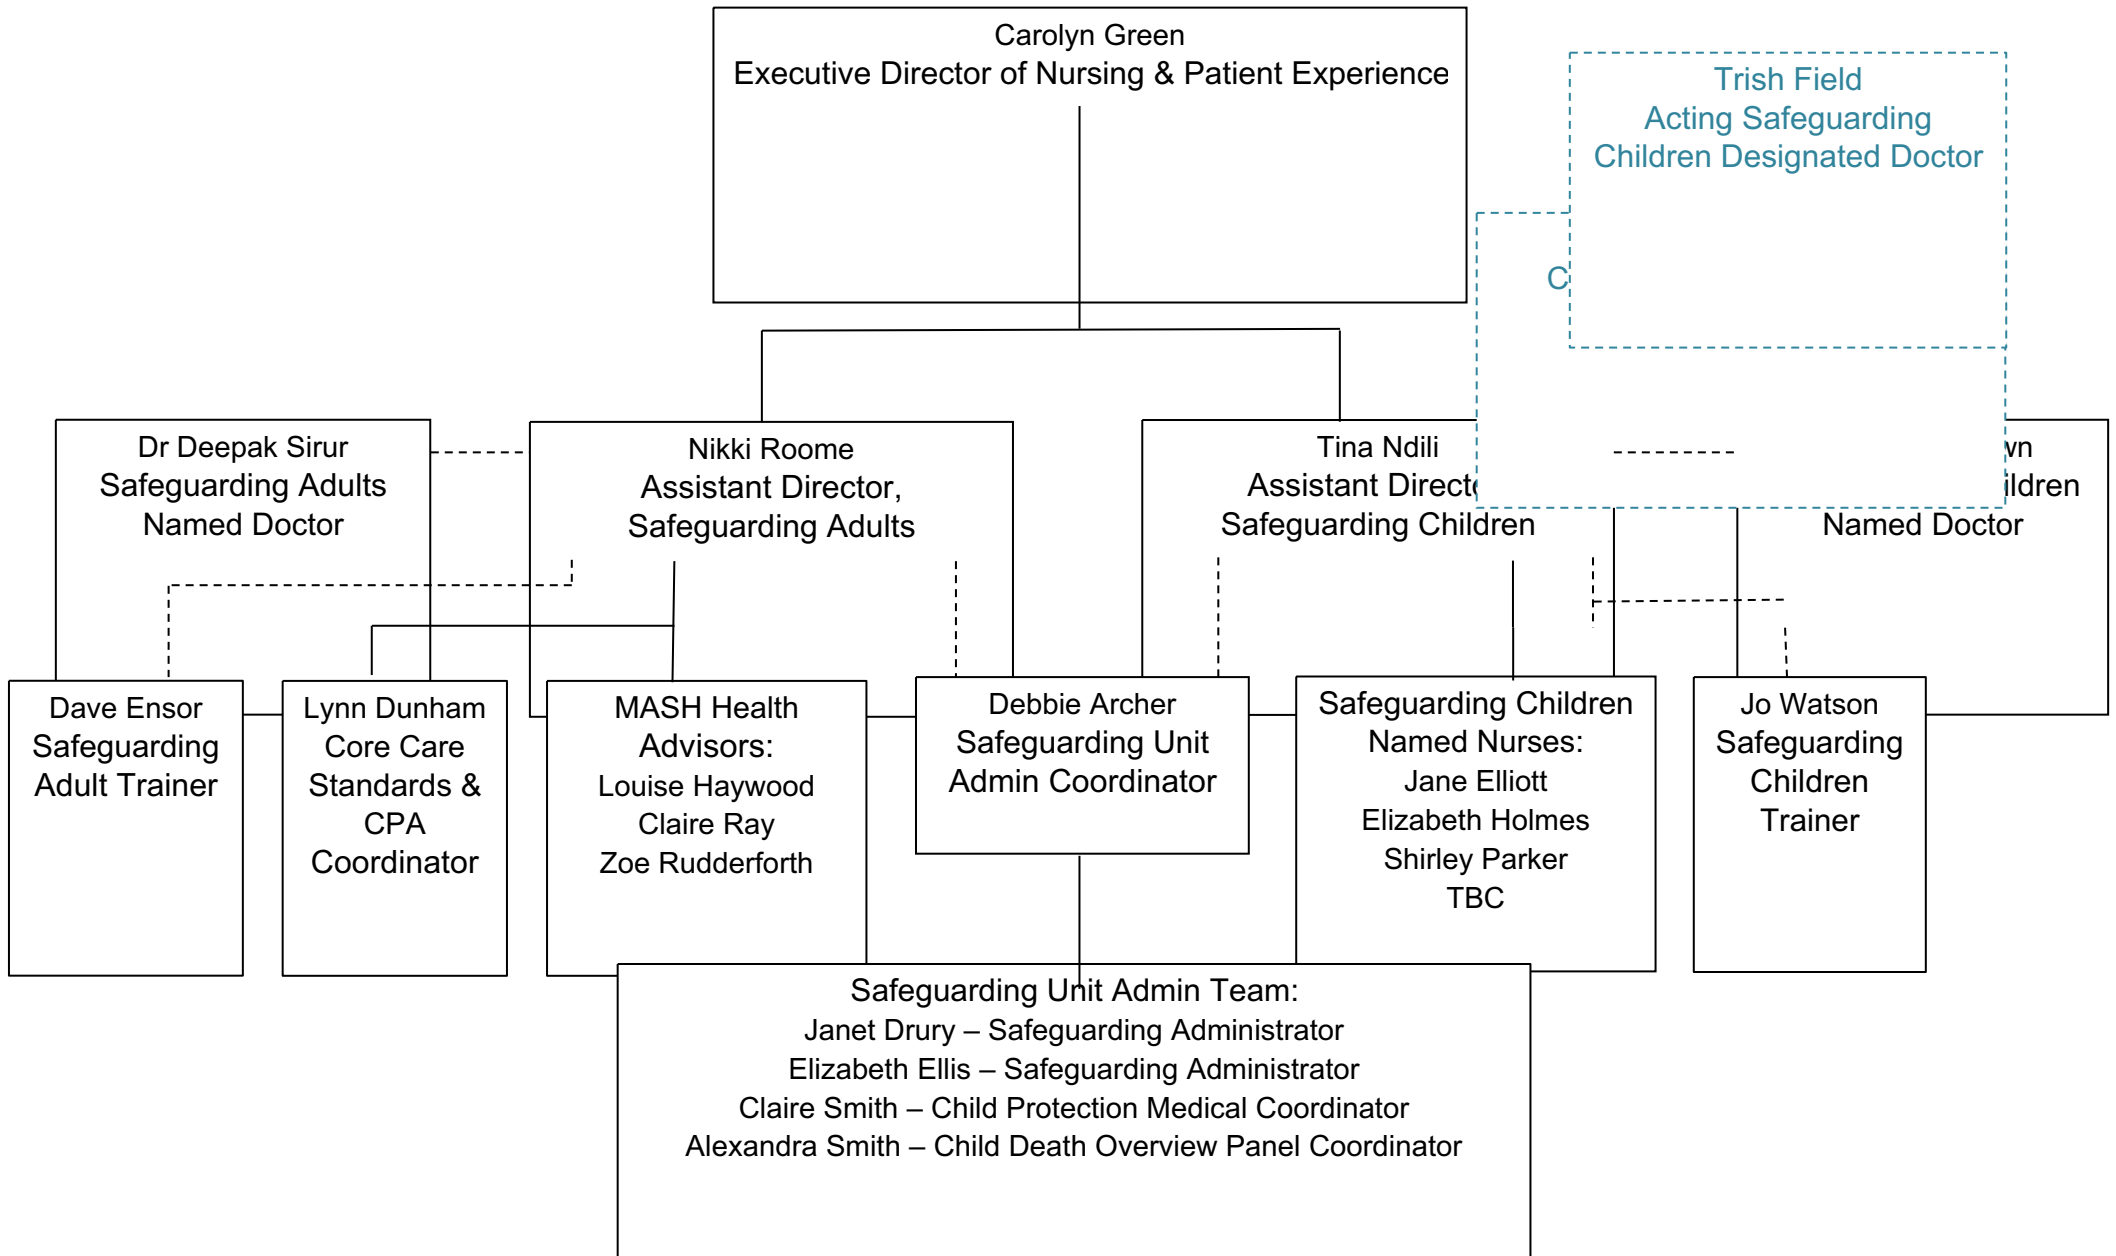 Carolyn Green
Executive Director of Nursing & Patient Experience
Trish Field
Acting Safeguarding
Children Designated Doctor
Dr Deepak Sirur
Safeguarding Adults
Named Doctor
Nikki Roome
Assistant Director,
Safeguarding Adults
Tina Ndili
Assistant
Safeguarding Children
Named Doctor
Dave Ensor
Safeguarding
Adult Trainer
Lynn Dunham
Core Care
Standards &
CPA
Coordinator
MASH Health
Advisors:
Louise Haywood
Claire Ray
Zoe Rudderforth
Debbie Archer
Safeguarding Unit
Admin Coordinator
Safeguarding Children
Named Nurses:
Jane Elliott
Elizabeth Holmes
Shirley Parker
TBC
Jo Watson
Safeguarding
Children
Trainer
Safeguarding Unit Admin Team:
Janet Drury – Safeguarding Administrator
Elizabeth Ellis – Safeguarding Administrator
Claire Smith – Child Protection Medical Coordinator
Alexandra Smith – Child Death Overview Panel Coordinator